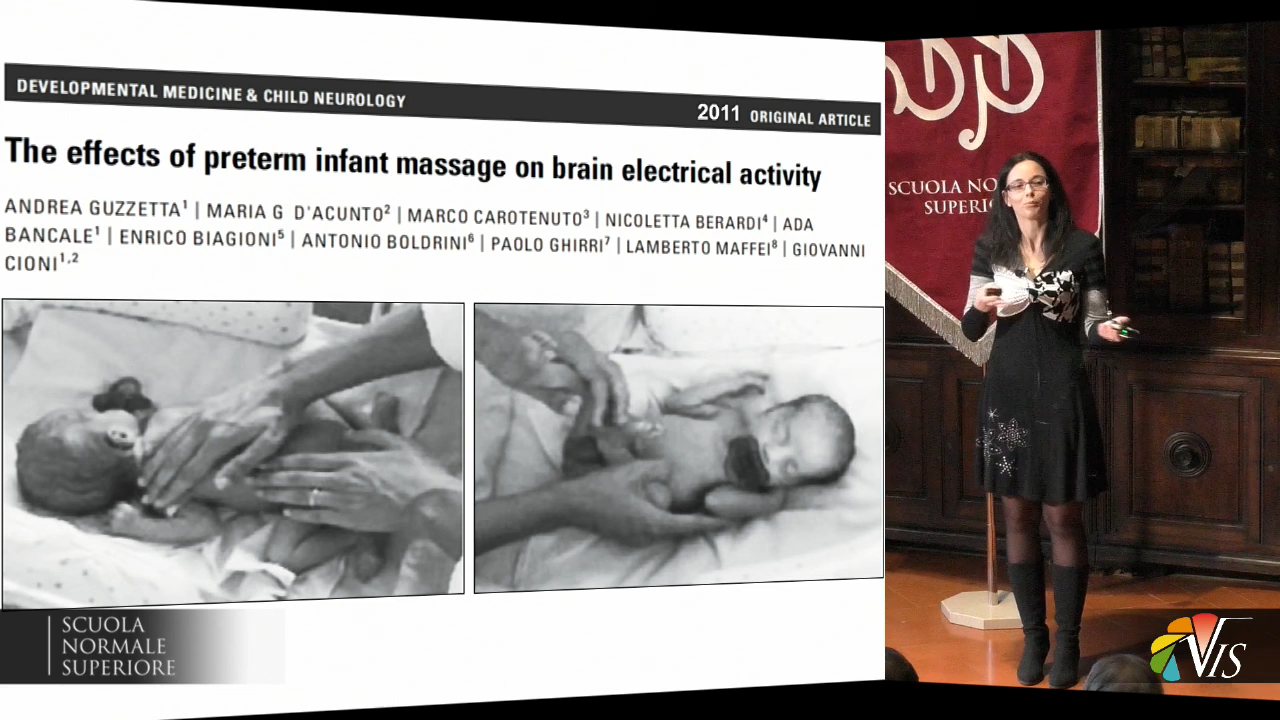 DEVELOPMENTAL MEDICINE & CHILD NEUROLOGY
2011 ORIGINAL ARTICLE
The effects of preterm infant massage on brain electrical activity
ANDREA GUZZETTA¹ | MARIA G D'ACUNTO² | MARCO CAROTENUTO³ | NICOLETTA BERARDI⁴ | ADA
BANCALE¹ | ENRICO BIAGIONI⁵ | ANTONIO BOLDRINI⁶ | PAOLO GHIRRI⁷ | LAMBERTO MAFFEI⁸ | GIOVANNI
CIONI¹,²
SCUOLA
NORMALE
SUPERIORE
SCUOLA NO
SUPERIO
VIS